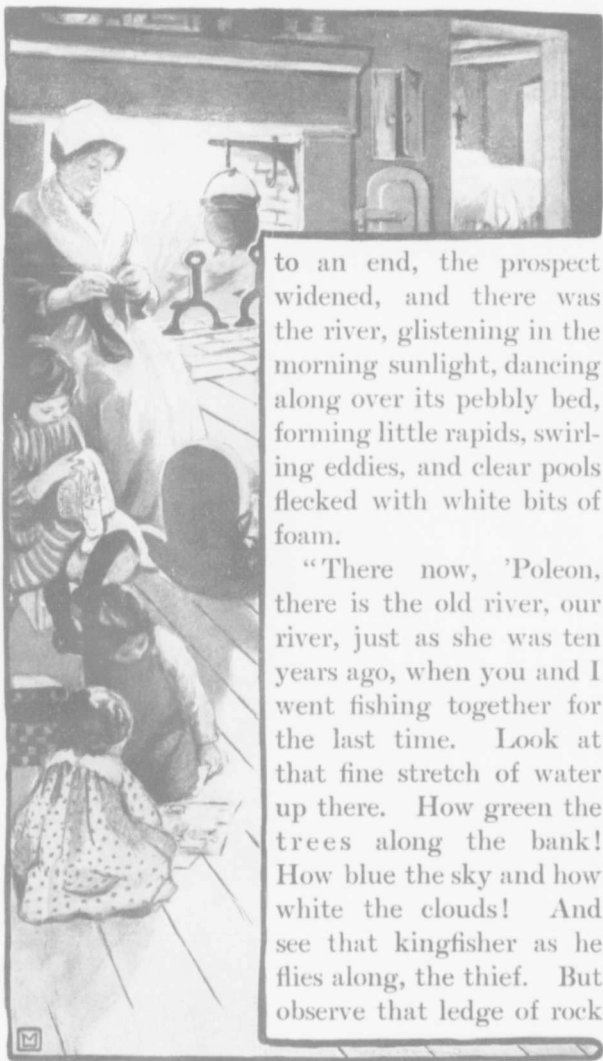 to an end, the prospect
widened, and there was
the river, glistening in the
morning sunlight, dancing
along over its pebbly bed,
forming little rapids, swirl-
ing eddies, and clear pools
flecked with white bits of
foam.
"There now, 'Poleon,
there is the old river, our
river, just as she was ten
years ago, when you and I
went fishing together for
the last time. Look at
that fine stretch of water
up there. How green the
trees along the bank!
How blue the sky and how
white the clouds! And
see that kingfisher as he
flies along, the thief. But
observe that ledge of rock